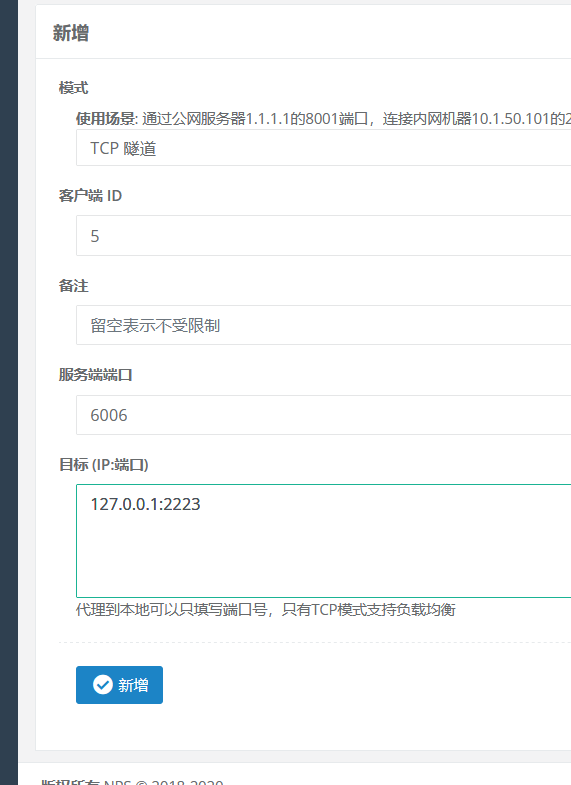 新增
模式
使用场景: 通过公网服务器1.1.1.1的8001端口，连接内网机器10.1.50.101的2
TCP 隧道
客户端 ID
5
备注
留空表示不受限制
服务端端口
6006
目标 (IP:端口)
127.0.0.1:2223
代理到本地可以只填写端口号，只有TCP模式支持负载均衡
新增
版权所有 NPS © 2018-2020